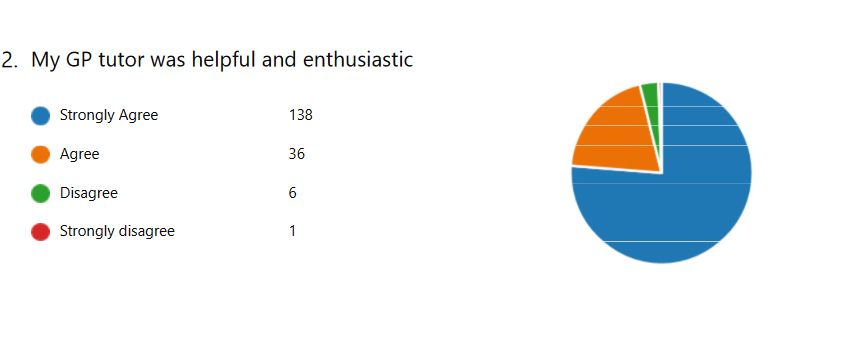 2. My GP tutor was helpful and enthusiastic
Strongly Agree 138
Agree 36
Disagree 6
Strongly disagree 1